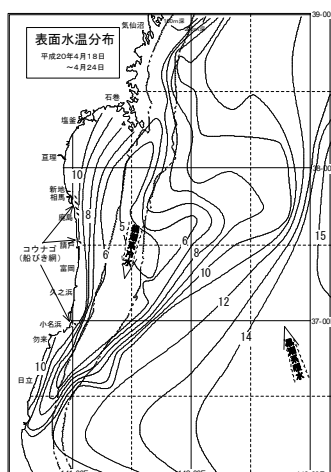 表面水温分布
平成20年4月18日
～4月24日
気仙沼
39-00
石巻
塩釜
亘理
38-00
10
新地
相馬
8
鹿島
5
請戸
コウナゴ
(船びき網)
6
6
8
15
富岡
10
久之浜
12
37-00
小名浜
14
勿来
10
日立